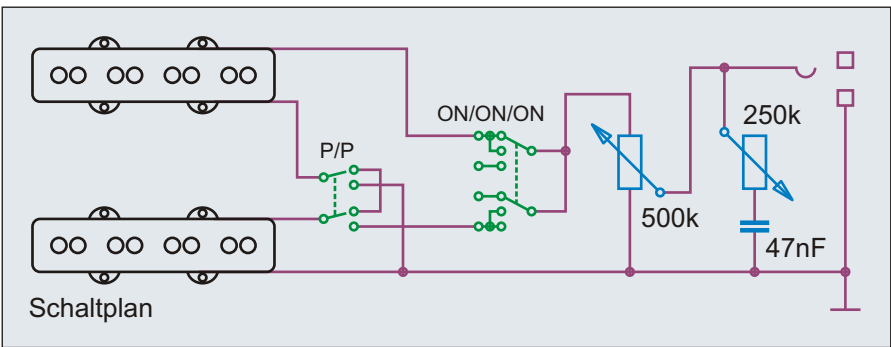 ON/ON/ON
P/P
250k
500k
47nF
Schaltplan